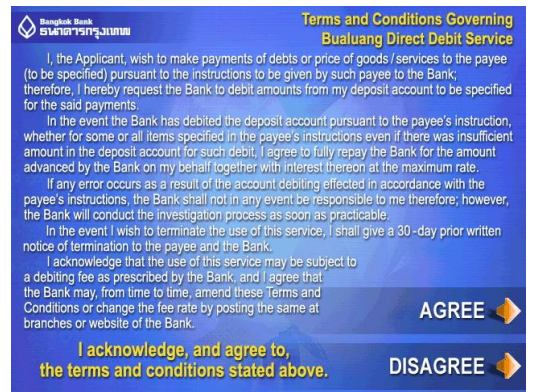 Bangkok Bank
ธนาคารกรุงเทพ
Terms and Conditions Governing
Bualuang Direct Debit Service
I, the Applicant, wish to make payments of debts or price of goods / services to the payee
(to be specified) pursuant to the instructions to be given by such payee to the Bank;
therefore, I hereby request the Bank to debit amounts from my deposit account to be specified
for the said payments.
In the event the Bank has debited the deposit account pursuant to the payee's instruction,
whether for some or all items specified in the payee's instructions even if there was insufficient
amount in the deposit account for such debit, I agree to fully repay the Bank for the amount
advanced by the Bank on my behalf together with interest thereon at the maximum rate.
If any error occurs as a result of the account debiting effected in accordance with the
payee's instructions, the Bank shall not in any event be responsible to me therefore; however,
the Bank will conduct the investigation process as soon as practicable.
In the event I wish to terminate the use of this service, I shall give a 30-day prior written
notice of termination to the payee and the Bank.
I acknowledge that the use of this service may be subject to
a debiting fee as prescribed by the Bank, and I agree that
the Bank may, from time to time, amend these Terms and
Conditions or change the fee rate by posting the same at
branches or website of the Bank.
I acknowledge, and agree to,
the terms and conditions stated above.
AGREE
DISAGREE